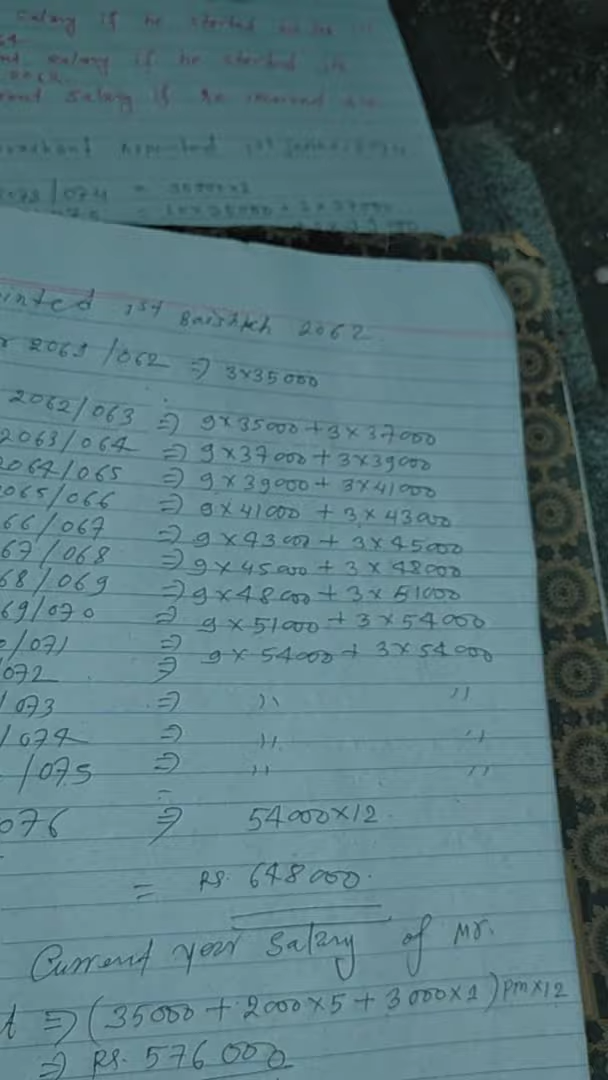 salary if he started
salary if he started
salary if
073/074 = 35000×3
inted 1st Baishakh 2062
r 2061/062 ⇒ 3×35000
2062/063 ⇒ 9×35000+3×37000
2063/064 ⇒ 9×37000+3×39000
2064/065 ⇒ 9×39000+3×41000
065/066 ⇒ 9×41000 + 3×43000
66/067 ⇒ 9×43000+ 3×45000
67/068 ⇒ 9×45000 + 3×48000
68/069 ⇒ 9×48000 + 3×51000
69/070 ⇒ 9×51000 + 3×54000
/071 ⇒ 9×54000+ 3×54000
072 ⇒
/073 ⇒ ,, ,,
/074 ⇒ ,, ,,
/075 ⇒ ,, ,,
076 ⇒ 54000×12
= RS. 648000.
Current year salary of Mr.
A ⇒ (35000 + 2000×5 + 3000×1) pm×12
⇒ RS. 576000